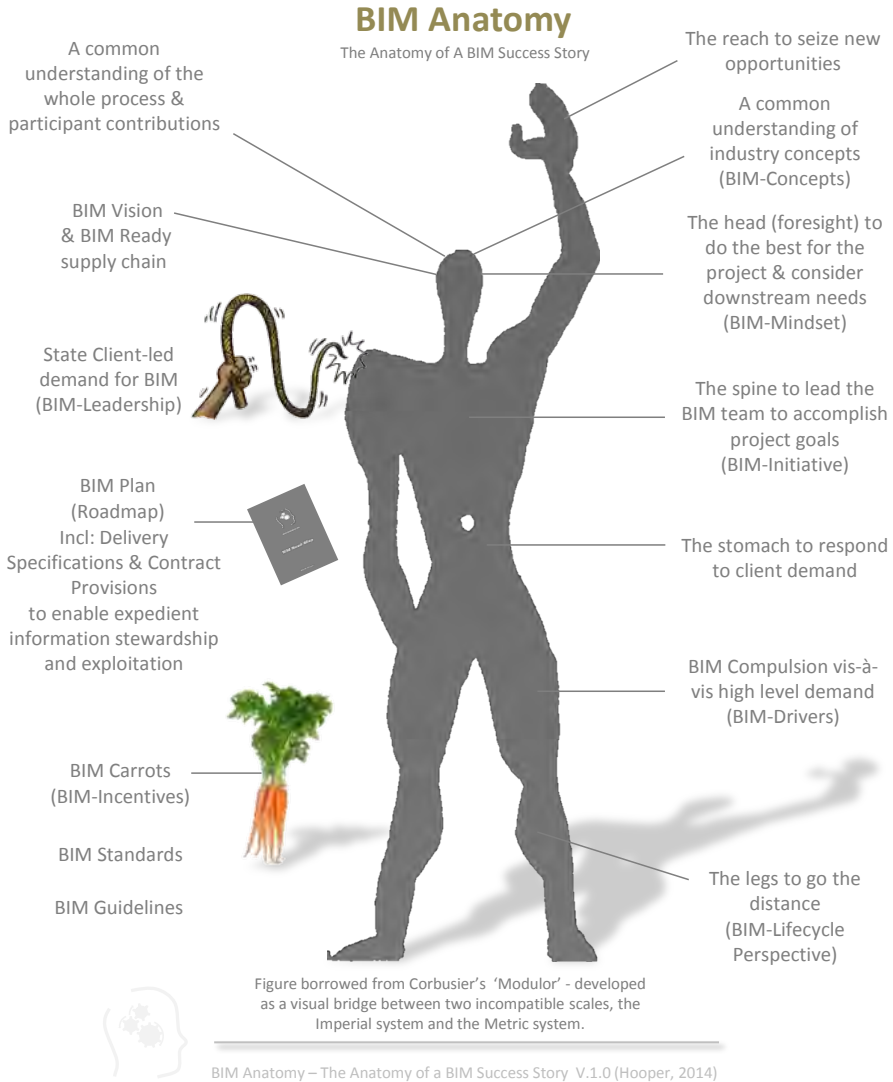 BIM Anatomy
The Anatomy of A BIM Success Story
A common
understanding of the
whole process &
participant contributions
BIM Vision
& BIM Ready
supply chain
State Client-led
demand for BIM
(BIM-Leadership)
BIM Plan
(Roadmap)
Incl: Delivery
Specifications & Contract
Provisions
to enable expedient
information stewardship
and exploitation
BIM Carrots
(BIM-Incentives)
BIM Standards
BIM Guidelines
The reach to seize new
opportunities
A common
understanding of
industry concepts
(BIM-Concepts)
The head (foresight) to
do the best for the
project & consider
downstream needs
(BIM-Mindset)
The spine to lead the
BIM team to accomplish
project goals
(BIM-Initiative)
The stomach to respond
to client demand
BIM Compulsion vis-à-
vis high level demand
(BIM-Drivers)
The legs to go the
distance
(BIM-Lifecycle
Perspective)
Figure borrowed from Corbusier's 'Modulor' - developed
as a visual bridge between two incompatible scales, the
Imperial system and the Metric system.
BIM Anatomy – The Anatomy of a BIM Success Story V.1.0 (Hooper, 2014)